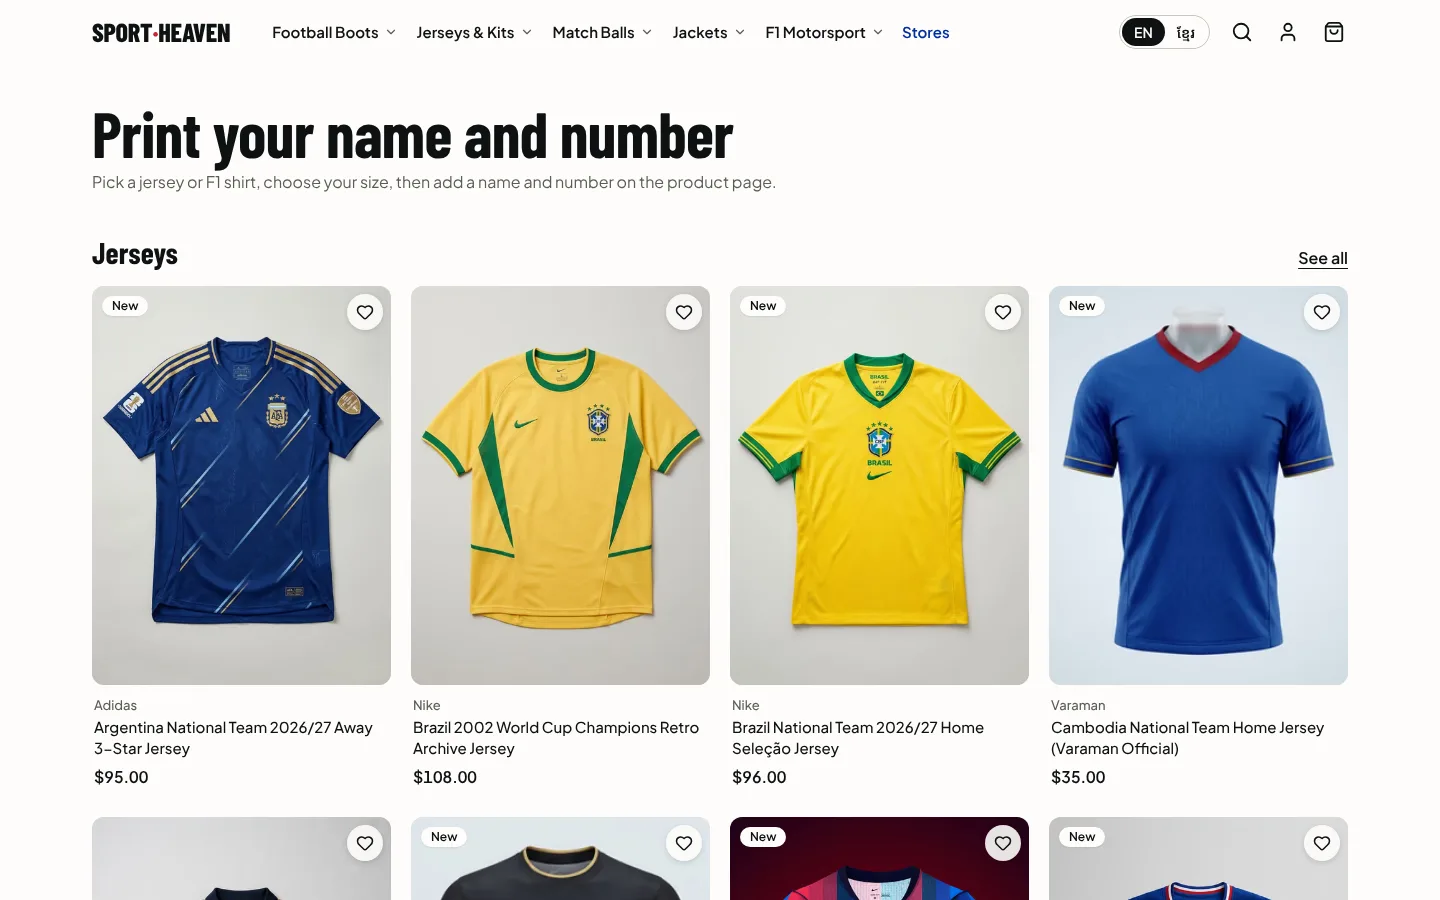 SPORT·HEAVEN
Football Boots
Jerseys & Kits
Match Balls
Jackets
F1 Motorsport
Stores
EN
ខ្មែរ
Print your name and number
Pick a jersey or F1 shirt, choose your size, then add a name and number on the product page.
Jerseys
See all
New
New
New
BRASIL
BRASIL
BRASIL
Adidas
Argentina National Team 2026/27 Away
3-Star Jersey
$95.00
Nike
Brazil 2002 World Cup Champions Retro
Archive Jersey
$108.00
Nike
Brazil National Team 2026/27 Home
Seleção Jersey
$96.00
Varaman
Cambodia National Team Home Jersey
(Varaman Official)
$35.00
New
New
New